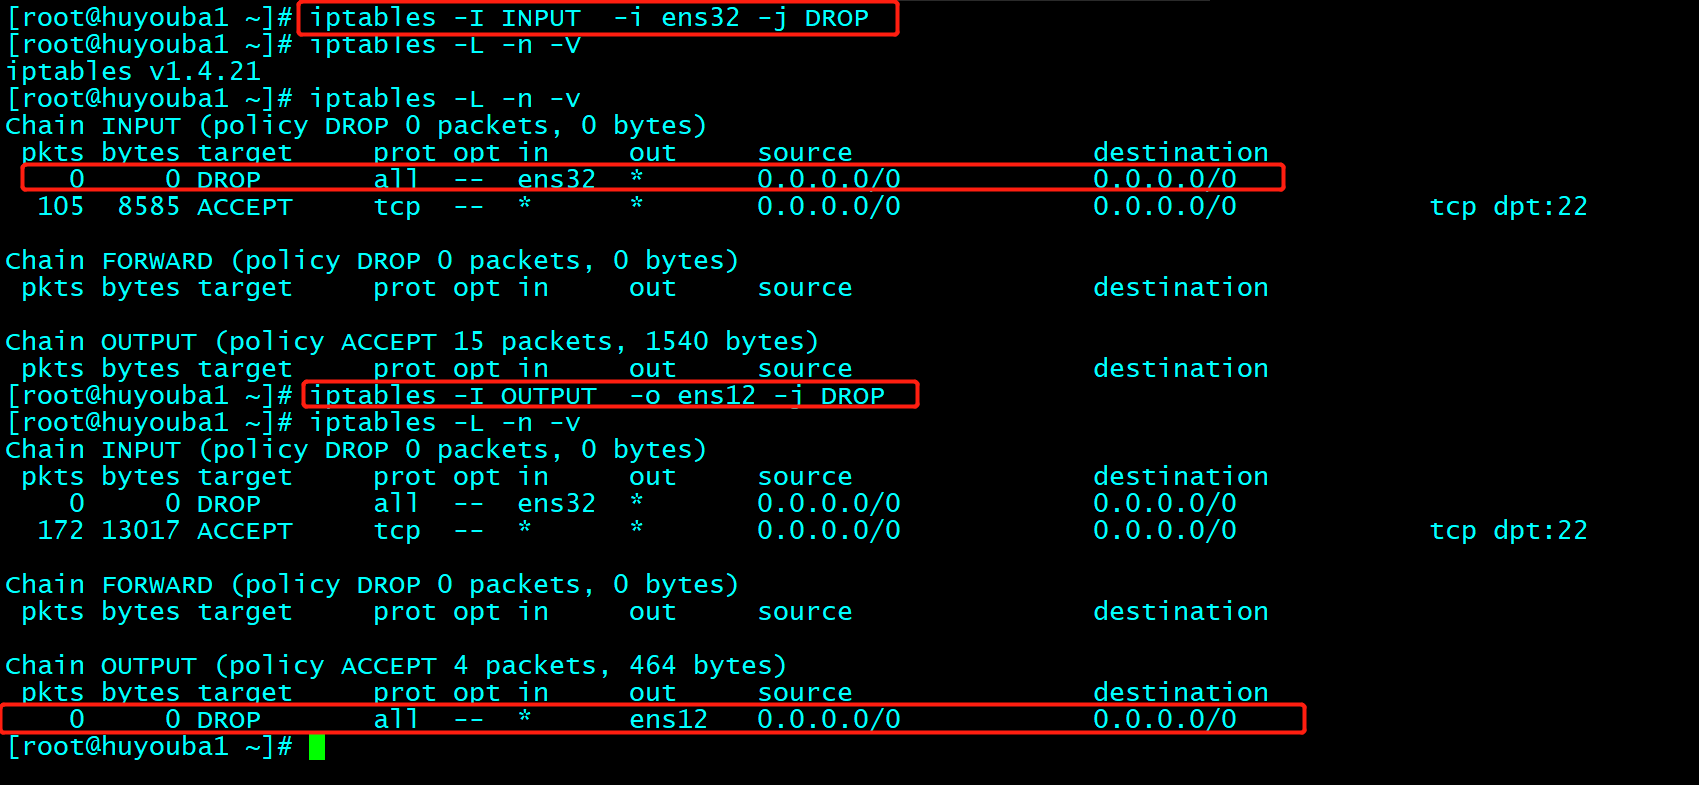 [root@huyouba1 ~]# iptables -I INPUT  -i ens32 -j DROP
[root@huyouba1 ~]# iptables -L -n -V
iptables v1.4.21
[root@huyouba1 ~]# iptables -L -n -v
Chain INPUT (policy DROP 0 packets, 0 bytes)
 pkts bytes target     prot opt in     out     source               destination
    0     0 DROP       all  --  ens32  *       0.0.0.0/0            0.0.0.0/0
  105  8585 ACCEPT     tcp  --  *      *       0.0.0.0/0            0.0.0.0/0            tcp dpt:22
Chain FORWARD (policy DROP 0 packets, 0 bytes)
 pkts bytes target     prot opt in     out     source               destination
Chain OUTPUT (policy ACCEPT 15 packets, 1540 bytes)
 pkts bytes target     prot opt in     out     source               destination
[root@huyouba1 ~]# iptables -I OUTPUT  -o ens12 -j DROP
[root@huyouba1 ~]# iptables -L -n -v
Chain INPUT (policy DROP 0 packets, 0 bytes)
 pkts bytes target     prot opt in     out     source               destination
    0     0 DROP       all  --  ens32  *       0.0.0.0/0            0.0.0.0/0
  172 13017 ACCEPT     tcp  --  *      *       0.0.0.0/0            0.0.0.0/0            tcp dpt:22
Chain FORWARD (policy DROP 0 packets, 0 bytes)
 pkts bytes target     prot opt in     out     source               destination
Chain OUTPUT (policy ACCEPT 4 packets, 464 bytes)
 pkts bytes target     prot opt in     out     source               destination
    0     0 DROP       all  --  *      ens12   0.0.0.0/0            0.0.0.0/0
[root@huyouba1 ~]#